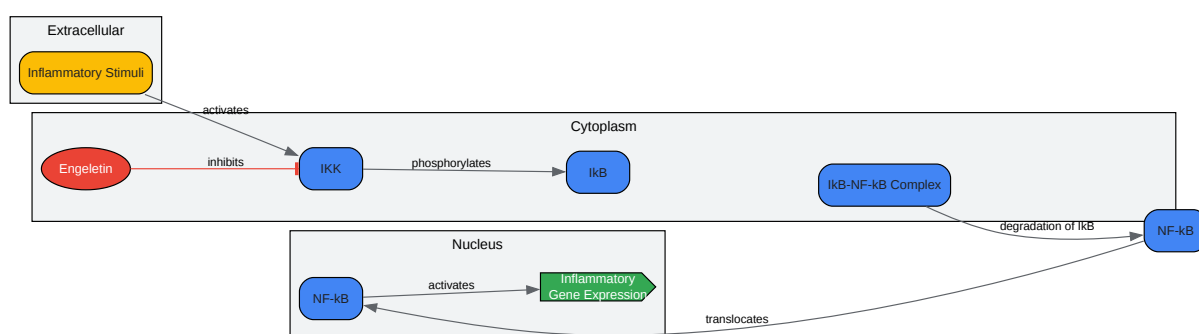 Extracellular
Inflammatory Stimuli
activates
Cytoplasm
Engeletin
inhibits
IKK
phosphorylates
IkB
IkB-NF-kB Complex
degradation of IkB
NF-kB
Nucleus
NF-kB
activates
Inflammatory
Gene Expression
translocates